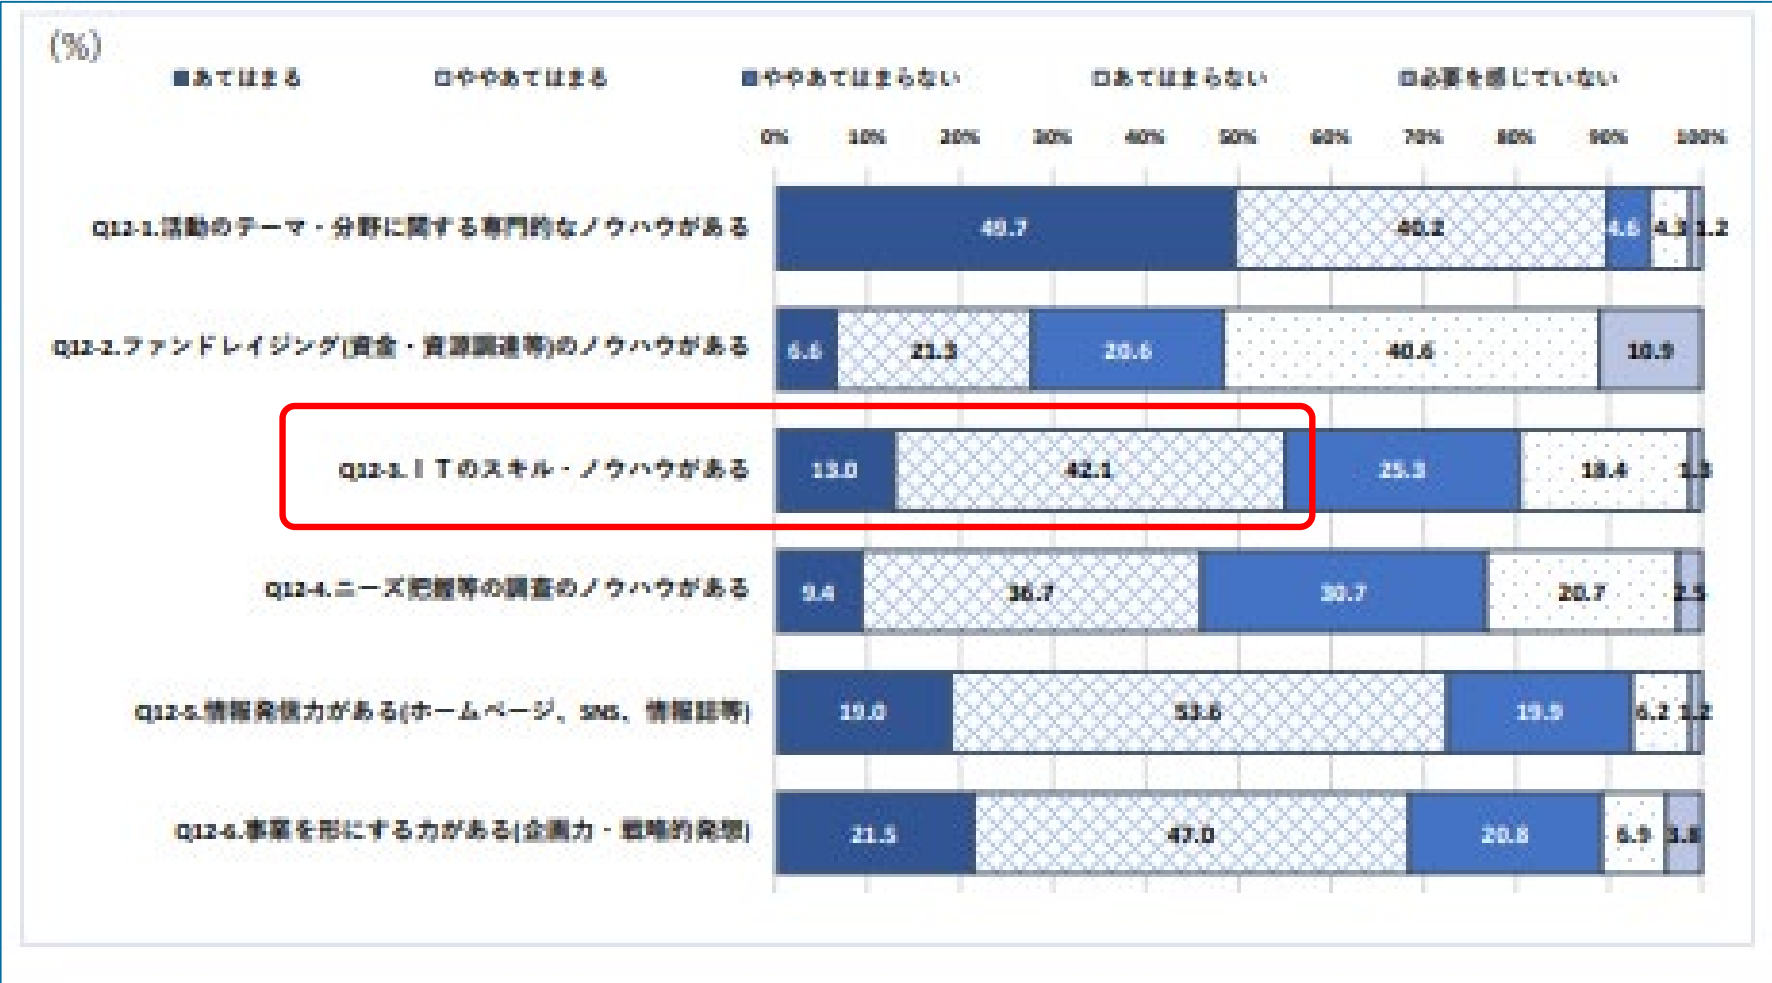 (%)
■あてはまる　□ややあてはまる　■ややあてはまらない　□あてはまらない　□必要を感じていない
0%　10%　20%　30%　40%　50%　60%　70%　80%　90%　100%
Q12-1.活動のテーマ・分野に関する専門的なノウハウがある　49.7　40.2　4.6　4.3　1.2
Q12-2.ファンドレイジング(資金・資源調達等)のノウハウがある　6.6　21.3　20.6　40.6　10.9
Q12-3.ＩＴのスキル・ノウハウがある　13.0　42.1　25.3　18.4　1.3
Q12-4.ニーズ把握等の調査のノウハウがある　9.4　36.7　30.7　20.7　2.5
Q12-5.情報発信力がある(ホームページ、SNS、情報誌等)　19.0　53.6　19.9　6.2　1.2
Q12-6.事業を形にする力がある(企画力・戦略的発想)　21.5　47.0　20.8　6.9　3.8